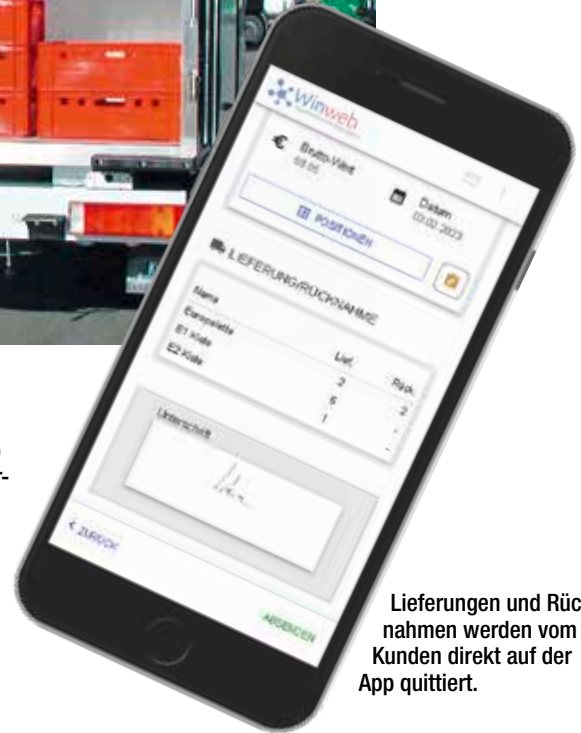 Winweb
€ Brutto-Wert
Datum
03.02.2023
POSITIONEN
LIEFERUNG/RÜCKNAHME
Name Lief. Rück.
Europalette 2 2
E1 Kiste 6 -
E2 Kiste 1 -
Unterschrift
< ZURÜCK
ABSENDEN
Lieferungen und Rüc
nahmen werden vom
Kunden direkt auf der
App quittiert.